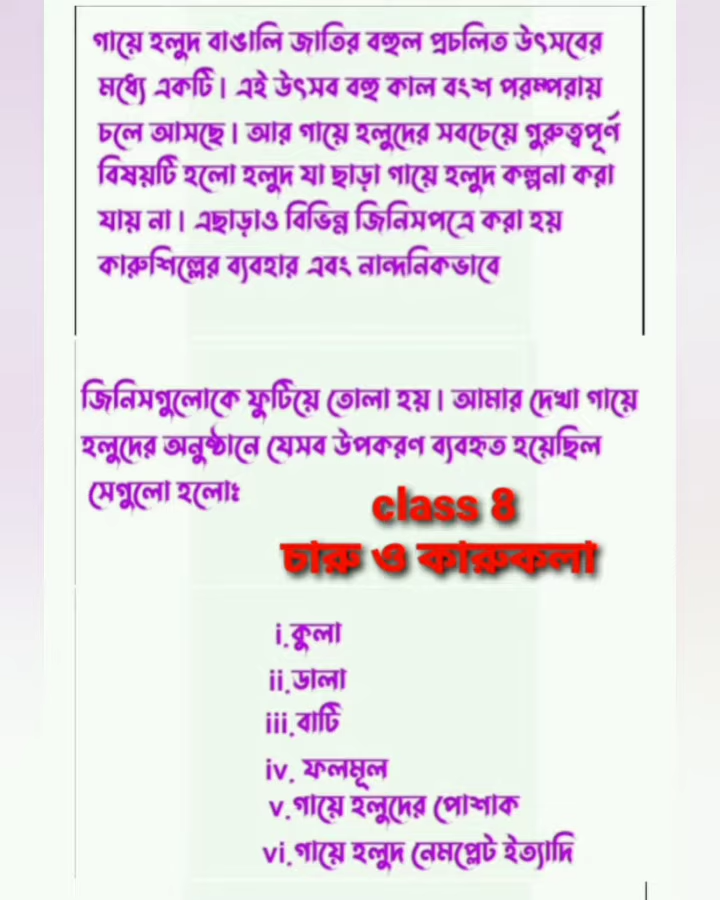 গায়ে হলুদ বাঙালি জাতির বহুল প্রচলিত উৎসবের
মধ্যে একটি। এই উৎসব বহু কাল বংশ পরম্পরায়
চলে আসছে। আর গায়ে হলুদের সবচেয়ে গুরুত্বপূর্ণ
বিষয়টি হলো হলুদ যা ছাড়া গায়ে হলুদ কল্পনা করা
যায় না। এছাড়াও বিভিন্ন জিনিসপত্রে করা হয়
কারুশিল্পের ব্যবহার এবং নান্দনিকভাবে
জিনিসগুলোকে ফুটিয়ে তোলা হয়। আমার দেখা গায়ে
হলুদের অনুষ্ঠানে যেসব উপকরণ ব্যবহৃত হয়েছিল
সেগুলো হলোঃ
class 8
চারু ও কারুকলা
i.কুলা
ii.ডালা
iii.বাটি
iv. ফলমূল
v.গায়ে হলুদের পোশাক
vi.গায়ে হলুদ নেমপ্লেট ইত্যাদি